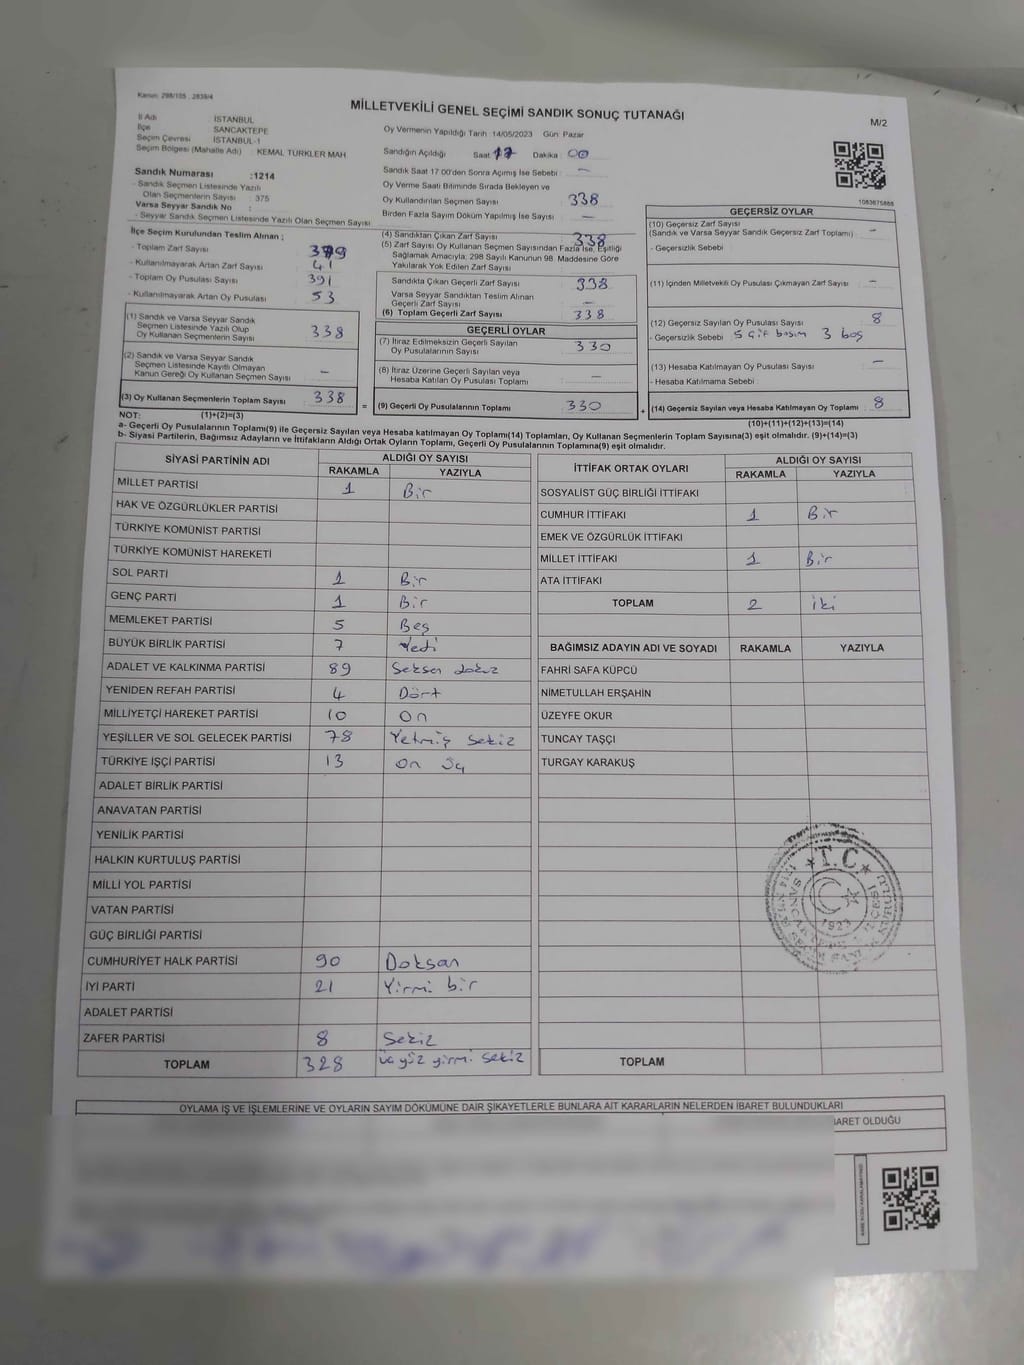 Kanun: 298/105 , 2839/4
MİLLETVEKİLİ GENEL SEÇİMİ SANDIK SONUÇ TUTANAĞI
M/2
İl Adı : İSTANBUL
İlçe : SANCAKTEPE
Seçim Çevresi : İSTANBUL-1
Seçim Bölgesi (Mahalle Adı) : KEMAL TÜRKLER MAH
Sandık Numarası :1214
- Sandık Seçmen Listesinde Yazılı
Olan Seçmenlerin Sayısı : 375
Varsa Seyyar Sandık No :
- Seyyar Sandık Seçmen Listesinde Yazılı Olan Seçmen Sayısı
Oy Vermenin Yapıldığı Tarih :14/05/2023 Gün: Pazar
Sandığın Açıldığı Saat 17 Dakika : 00
Sandık Saat 17.00'den Sonra Açılmış İse Sebebi : -
Oy Verme Saati Bitiminde Sırada Bekleyen ve
Oy Kullandırılan Seçmen Sayısı 338
Birden Fazla Sayım Döküm Yapılmış İse Sayısı -
1083875888
İlçe Seçim Kurulundan Teslim Alınan ;
- Toplam Zarf Sayısı 379
- Kullanılmayarak Artan Zarf Sayısı 41
- Toplam Oy Pusulası Sayısı 391
- Kullanılmayarak Artan Oy Pusulası 53
(1) Sandık ve Varsa Seyyar Sandık
Seçmen Listesinde Yazılı Olup
Oy Kullanan Seçmenlerin Sayısı 338
(2) Sandık ve Varsa Seyyar Sandık
Seçmen Listesinde Kayıtlı Olmayan
Kanun Gereği Oy Kullanan Seçmen Sayısı -
(3) Oy Kullanan Seçmenlerin Toplam Sayısı 338 =
(4) Sandıktan Çıkan Zarf Sayısı 338
(5) Zarf Sayısı Oy Kullanan Seçmen Sayısından Fazla İse, Eşitliği
Sağlamak Amacıyla; 298 Sayılı Kanunun 98. Maddesine Göre
Yakılarak Yok Edilen Zarf Sayısı
Sandıkta Çıkan Geçerli Zarf Sayısı 338
Varsa Seyyar Sandıktan Teslim Alınan
Geçerli Zarf Sayısı -
(6) Toplam Geçerli Zarf Sayısı 338
GEÇERLİ OYLAR
(7) İtiraz Edilmeksizin Geçerli Sayılan
Oy Pusulalarının Sayısı 330
(8) İtiraz Üzerine Geçerli Sayılan veya
Hesaba Katılan Oy Pusulası Toplamı -
(9) Geçerli Oy Pusulalarının Toplamı 330 +
GEÇERSİZ OYLAR
(10) Geçersiz Zarf Sayısı
(Sandık ve Varsa Seyyar Sandık Geçersiz Zarf Toplamı) -
- Geçersizlik Sebebi :
(11) İçinden Milletvekili Oy Pusulası Çıkmayan Zarf Sayısı -
(12) Geçersiz Sayılan Oy Pusulası Sayısı 8
- Geçersizlik Sebebi 5 çift basım 3 boş
(13) Hesaba Katılmayan Oy Pusulası -
- Hesaba Katılmama Sebebi
(14) Geçersiz Sayılan veya Hesaba Katılmayan Oy Toplamı 8
NOT: (1)+(2)=(3)
(10)+(11)+(12)+(13)=(14)
a- Geçerli Oy Pusulaları Toplamı(9) ile Geçersiz Sayılan veya Hesaba katılmayan Oy Toplamı(14) Toplamları, Oy Kullanan Seçmenlerin Toplam Sayısına(3) eşit olmalıdır. (9)+(14)=(3)
b- Siyasi Partilerin, Bağımsız Adayların ve İttifakların Aldığı Ortak Oyların Toplamı, Geçerli Oy Pusulalarının Toplamına(9) eşit olmalıdır.
SİYASİ PARTİNİN ADI ALDIĞI OY SAYISI
RAKAMLA YAZIYLA
MİLLET PARTİSİ 1 Bir
HAK VE ÖZGÜRLÜKLER PARTİSİ
TÜRKİYE KOMÜNİST PARTİSİ
TÜRKİYE KOMÜNİST HAREKETİ
SOL PARTİ 1 Bir
GENÇ PARTİ 1 Bir
MEMLEKET PARTİSİ 5 Beş
BÜYÜK BİRLİK PARTİSİ 7 Yedi
ADALET VE KALKINMA PARTİSİ 89 Seksen dokuz
YENİDEN REFAH PARTİSİ 4 Dört
MİLLİYETÇİ HAREKET PARTİSİ 10 On
YEŞİLLER VE SOL GELECEK PARTİSİ 78 Yetmiş sekiz
TÜRKİYE İŞÇİ PARTİSİ 13 On üç
ADALET BİRLİK PARTİSİ
ANAVATAN PARTİSİ
YENİLİK PARTİSİ
HALKIN KURTULUŞ PARTİSİ
MİLLİ YOL PARTİSİ
VATAN PARTİSİ
GÜÇ BİRLİĞİ PARTİSİ
CUMHURİYET HALK PARTİSİ 90 Doksan
İYİ PARTİ 21 Yirmi bir
ADALET PARTİSİ
ZAFER PARTİSİ 8 Sekiz
TOPLAM 328 üç yüz yirmi sekiz
İTTİFAK ORTAK OYLARI ALDIĞI OY SAYISI
RAKAMLA YAZIYLA
SOSYALİST GÜÇ BİRLİĞİ İTTİFAKI
CUMHUR İTTİFAKI 1 Bir
EMEK VE ÖZGÜRLÜK İTTİFAKI
MİLLET İTTİFAKI 1 Bir
ATA İTTİFAKI
TOPLAM 2 iki
BAĞIMSIZ ADAYIN ADI VE SOYADI RAKAMLA YAZIYLA
FAHRİ SAFA KÜPCÜ
NİMETULLAH ERŞAHİN
ÜZEYFE OKUR
TUNCAY TAŞÇI
TURGAY KARAKUŞ
T.C
1923
TOPLAM
OYLAMA İŞ VE İŞLEMLERİNE VE OYLARIN SAYIM DÖKÜMÜNE DAİR ŞİKAYETLERLE BUNLARA AİT KARARLARIN NELERDEN İBARET BULUNDUKLARI
BARET OLDUĞU